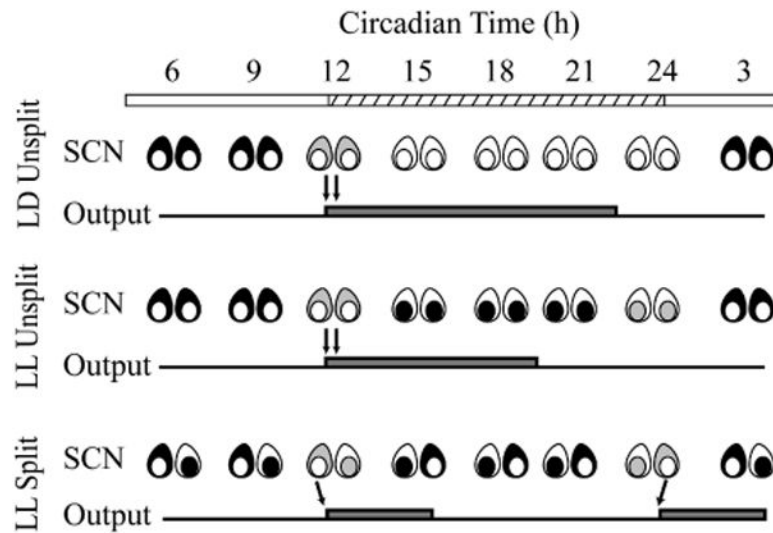 Circadian Time (h)
6 9 12 15 18 21 24 3
LD Unsplit
SCN
Output
LL Unsplit
SCN
Output
LL Split
SCN
Output